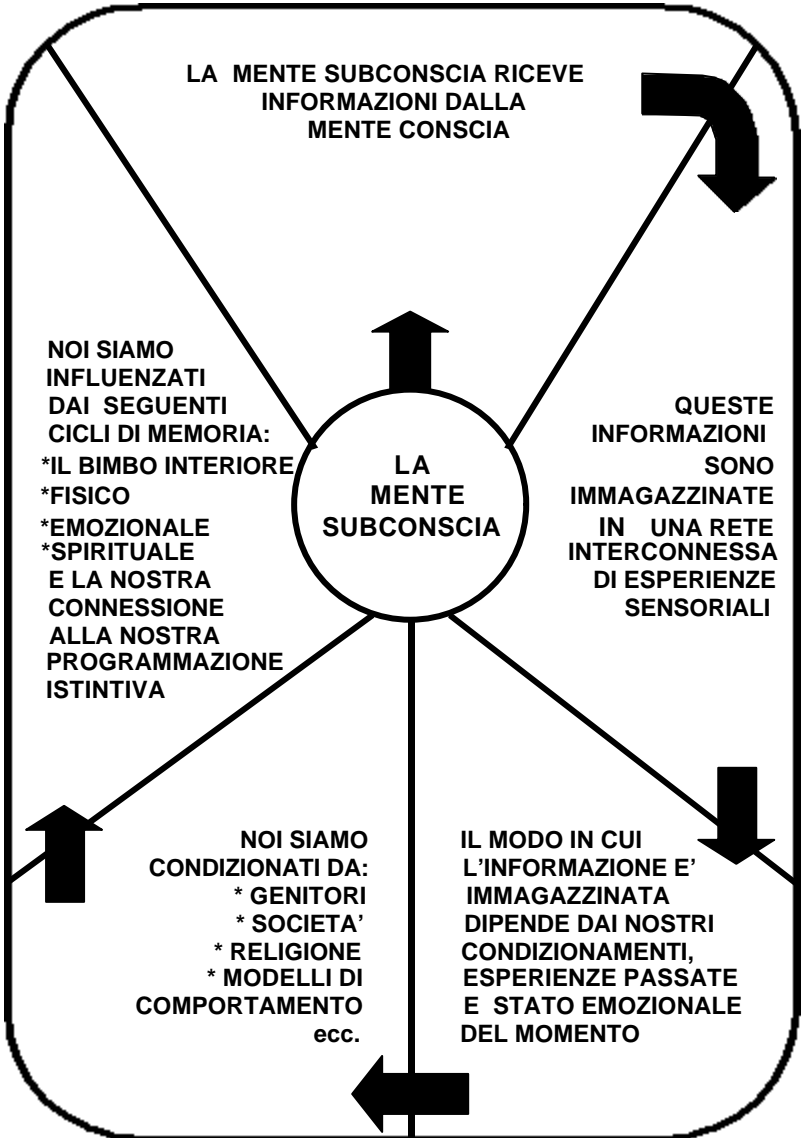 LA MENTE SUBCONSCIA RICEVE
INFORMAZIONI DALLA
MENTE CONSCIA
LA
MENTE
SUBCONSCIA
QUESTE
INFORMAZIONI
SONO
IMMAGAZZINATE
IN UNA RETE
INTERCONNESSA
DI ESPERIENZE
SENSORIALI
IL MODO IN CUI
L'INFORMAZIONE E'
IMMAGAZZINATA
DIPENDE DAI NOSTRI
CONDIZIONAMENTI,
ESPERIENZE PASSATE
E STATO EMOZIONALE
DEL MOMENTO
NOI SIAMO
CONDIZIONATI DA:
* GENITORI
* SOCIETA'
* RELIGIONE
* MODELLI DI
COMPORTAMENTO
ecc.
NOI SIAMO
INFLUENZATI
DAI SEGUENTI
CICLI DI MEMORIA:
*IL BIMBO INTERIORE
*FISICO
*EMOZIONALE
*SPIRITUALE
E LA NOSTRA
CONNESSIONE
ALLA NOSTRA
PROGRAMMAZIONE
ISTINTIVA